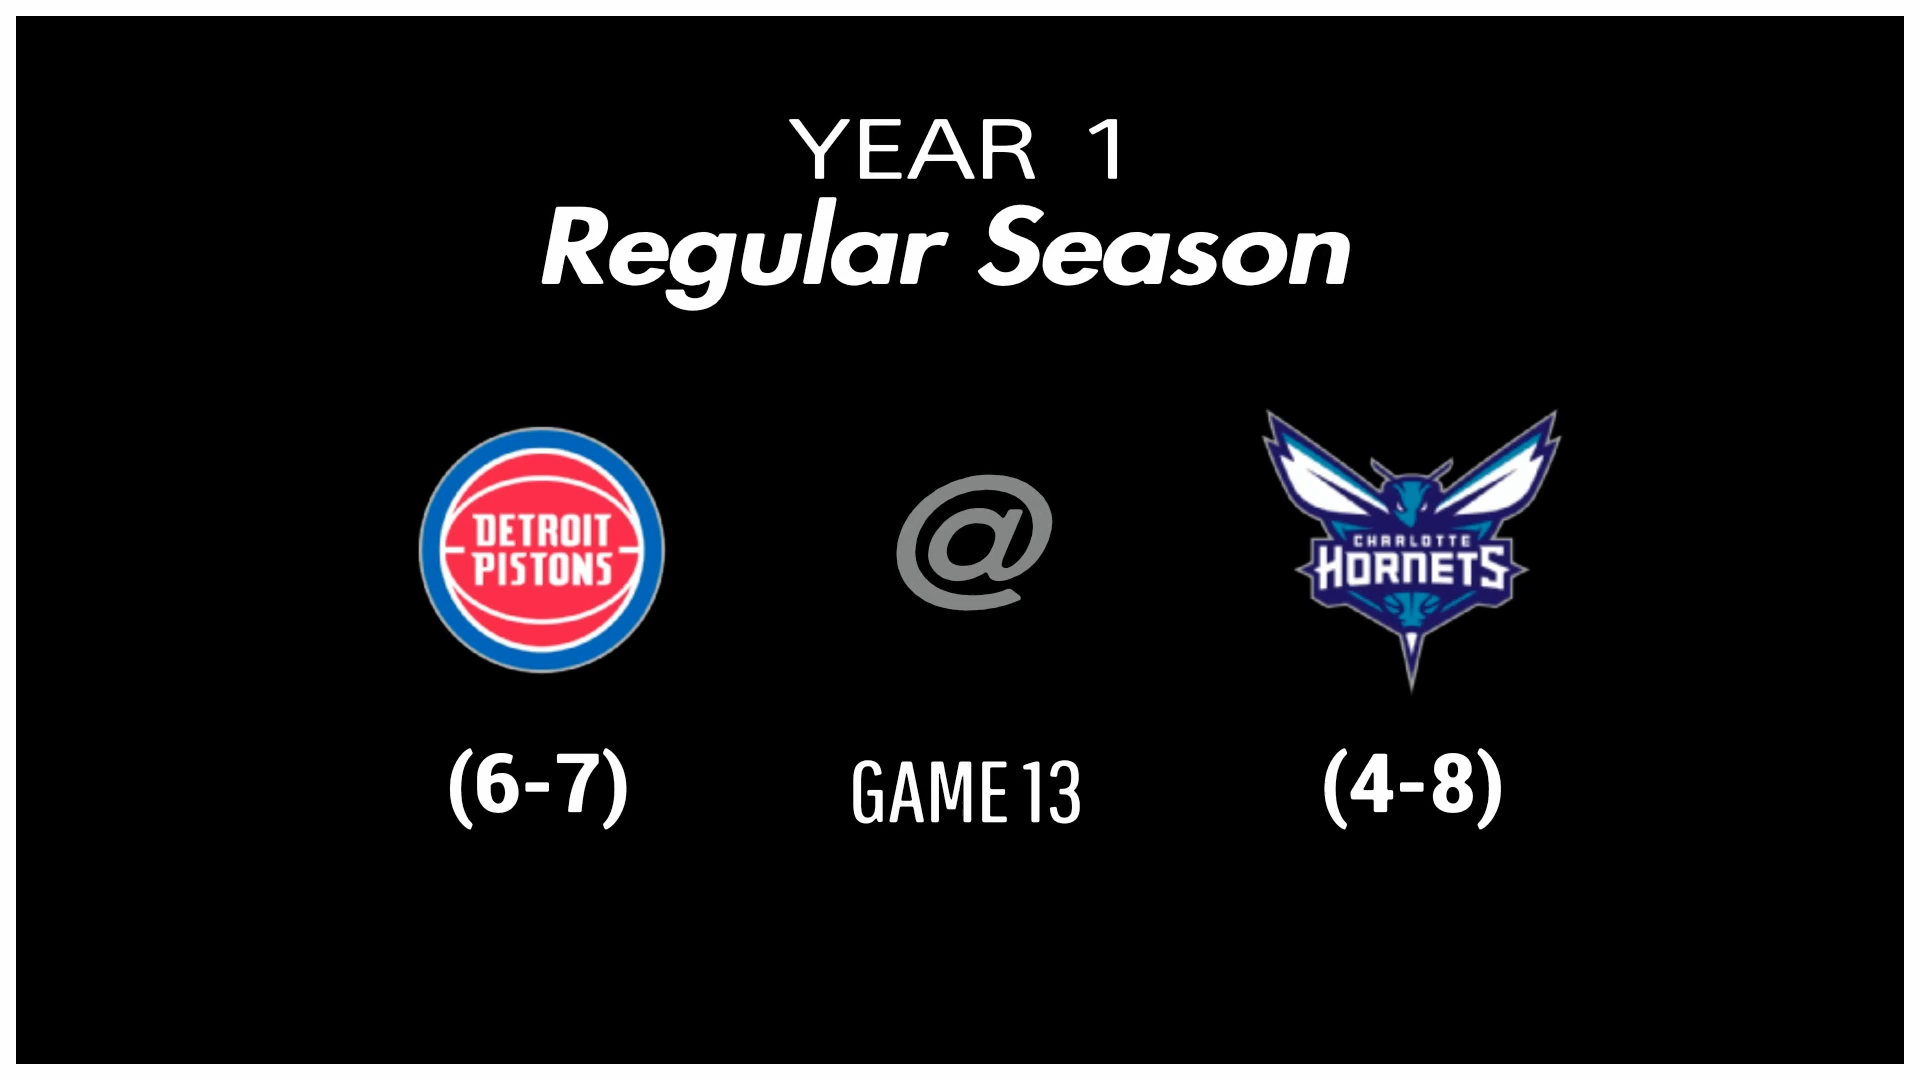 YEAR 1
Regular Season
DETROIT
PISTONS
@
CHARLOTTE
HORNETS
(6-7)
GAME 13
(4-8)